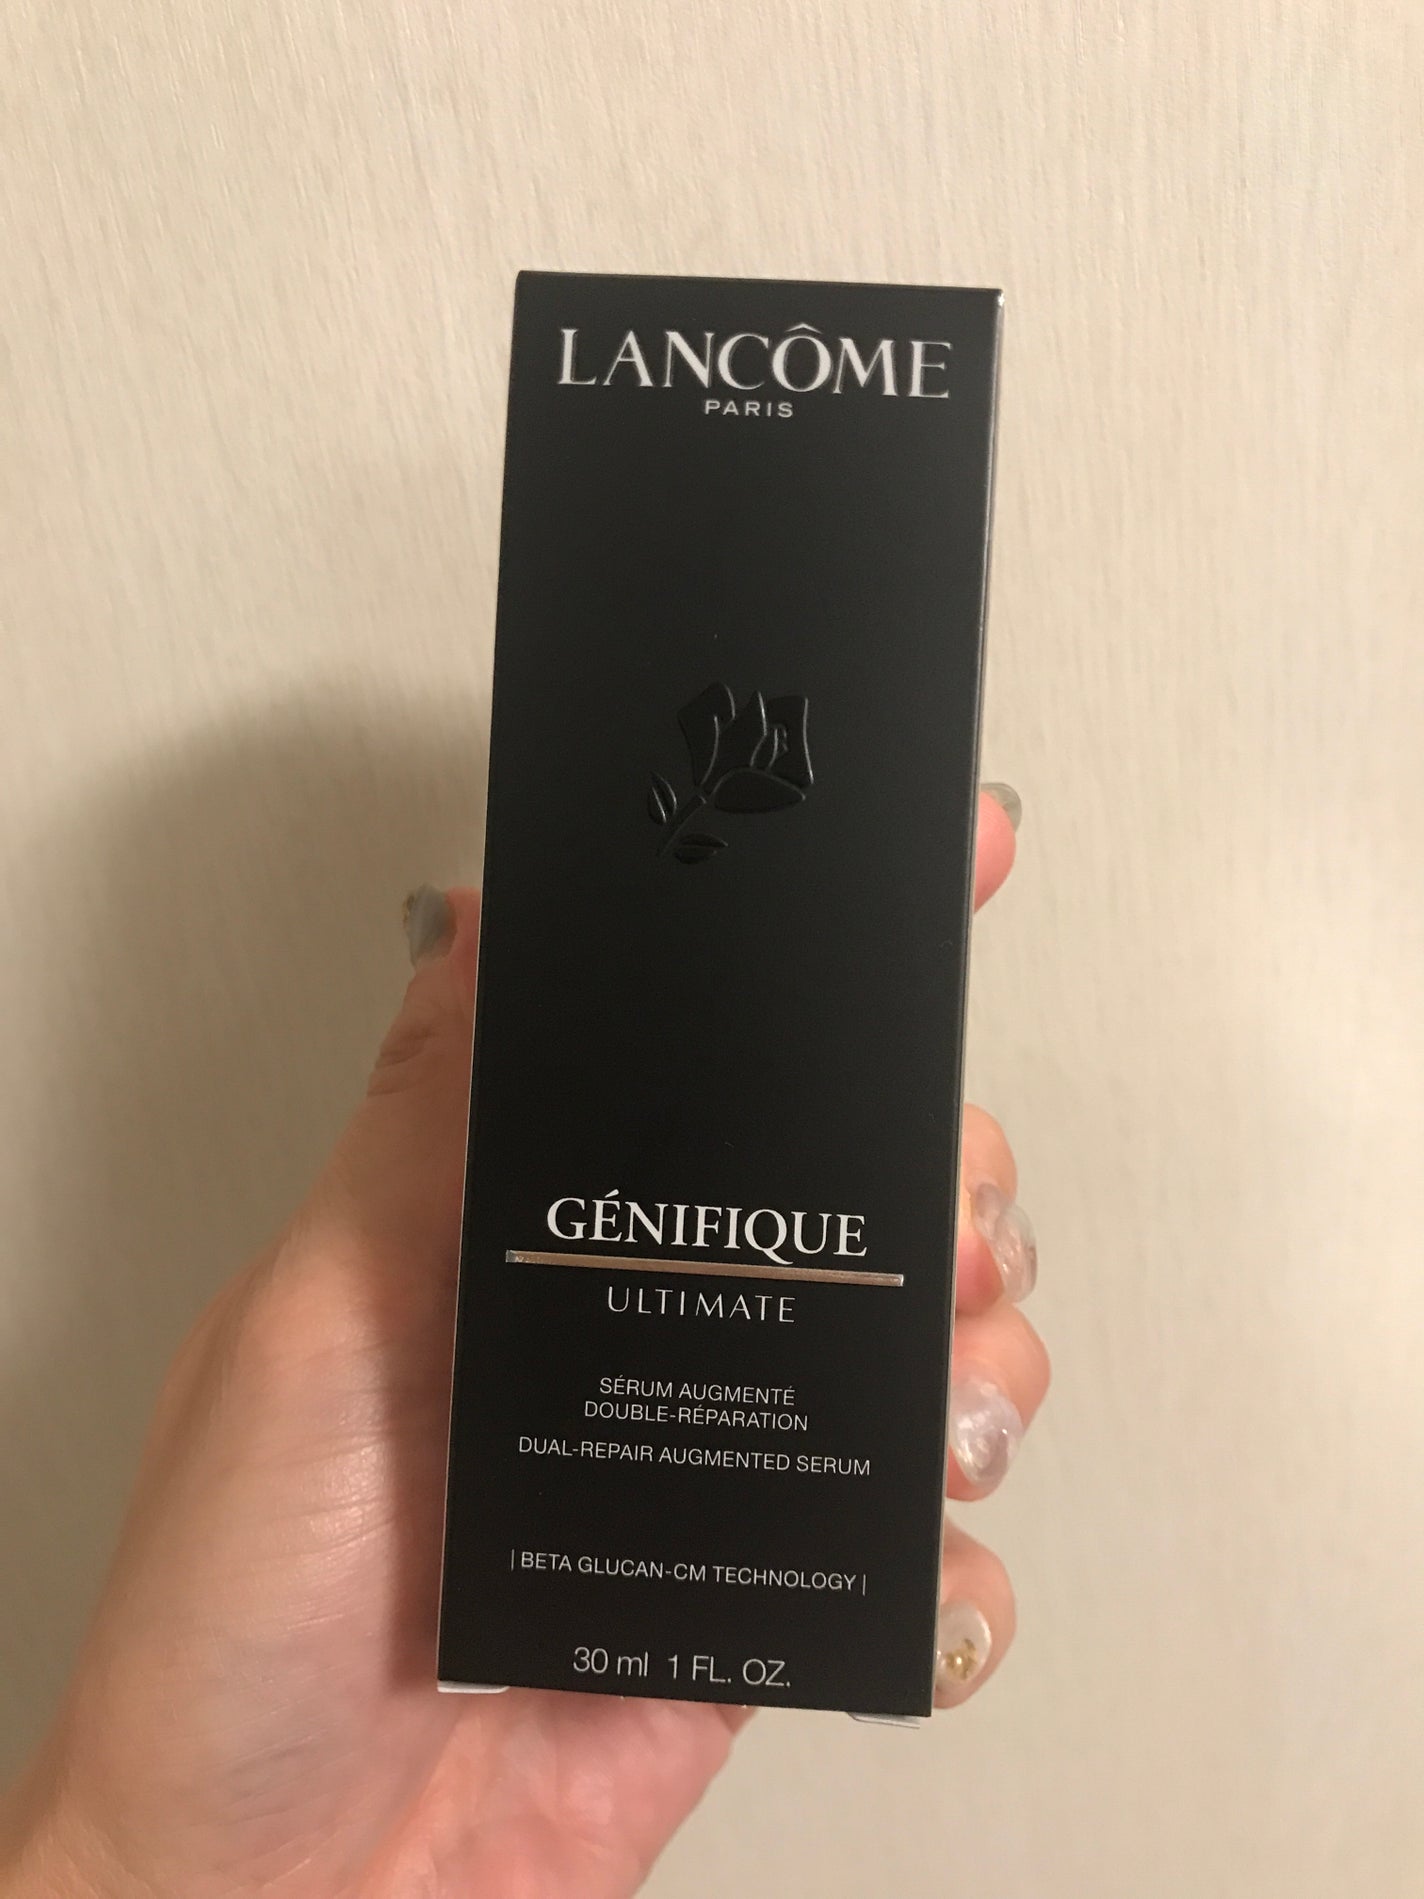 LANCÔME
PARIS
GÉNIFIQUE
ULTIMATE
SÉRUM AUGMENTÉ
DOUBLE-RÉPARATION
DUAL-REPAIR AUGMENTED SERUM
| BETA GLUCAN-CM TECHNOLOGY |
30 ml 1 FL. OZ.